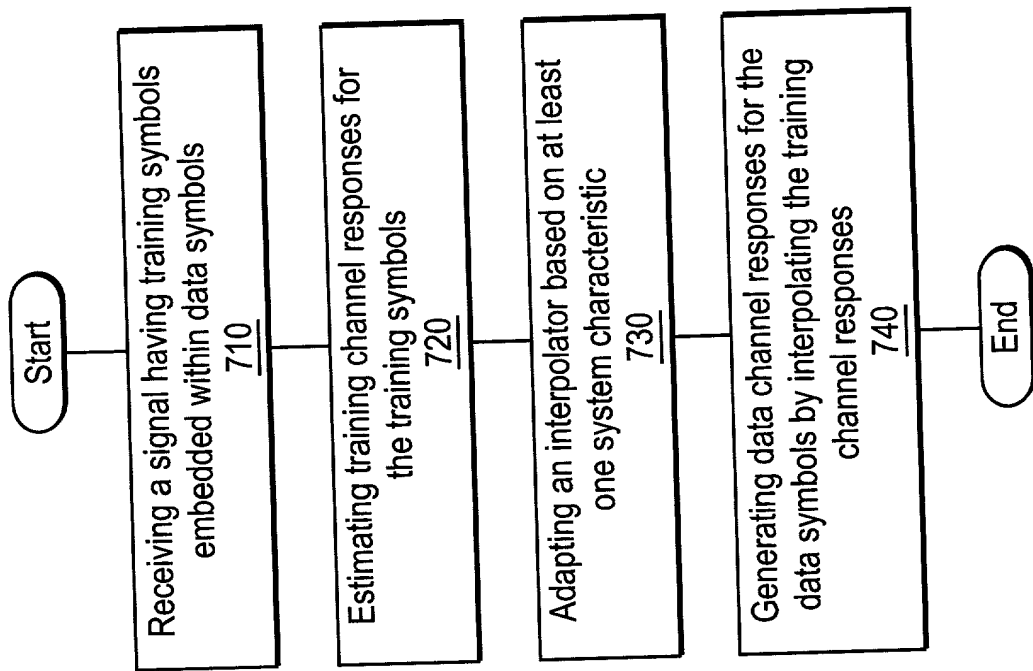 Start
Receiving a signal having training symbols
embedded within data symbols
710
Estimating training channel responses for
the training symbols
720
Adapting an interpolator based on at least
one system characteristic
730
Generating data channel responses for the
data symbols by interpolating the training
channel responses
740
End